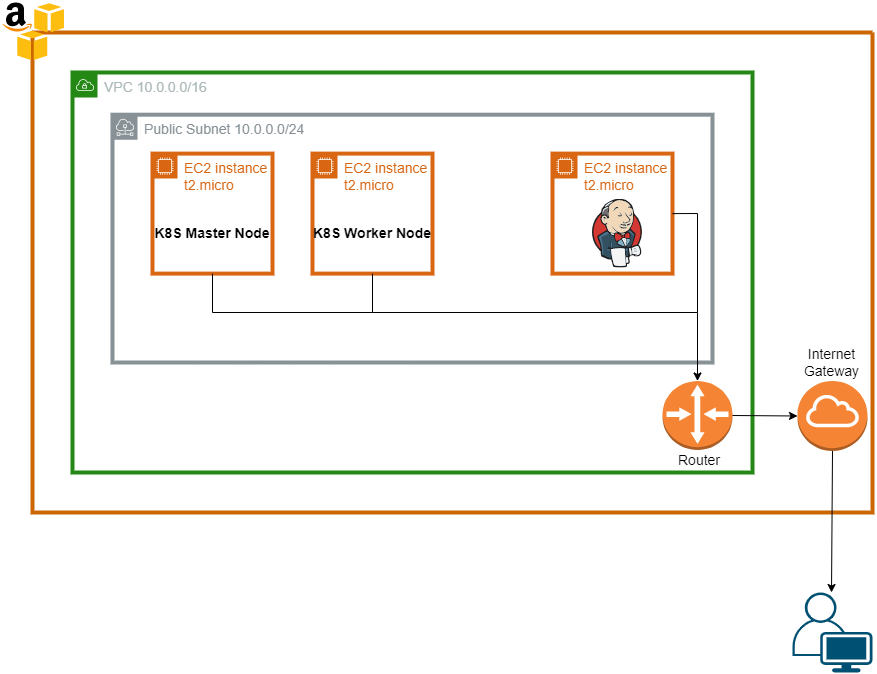 a
VPC 10.0.0.0/16
Public Subnet 10.0.0.0/24
EC2 instance
t2.micro
K8S Master Node
EC2 instance
t2.micro
K8S Worker Node
EC2 instance
t2.micro
Internet
Gateway
Router